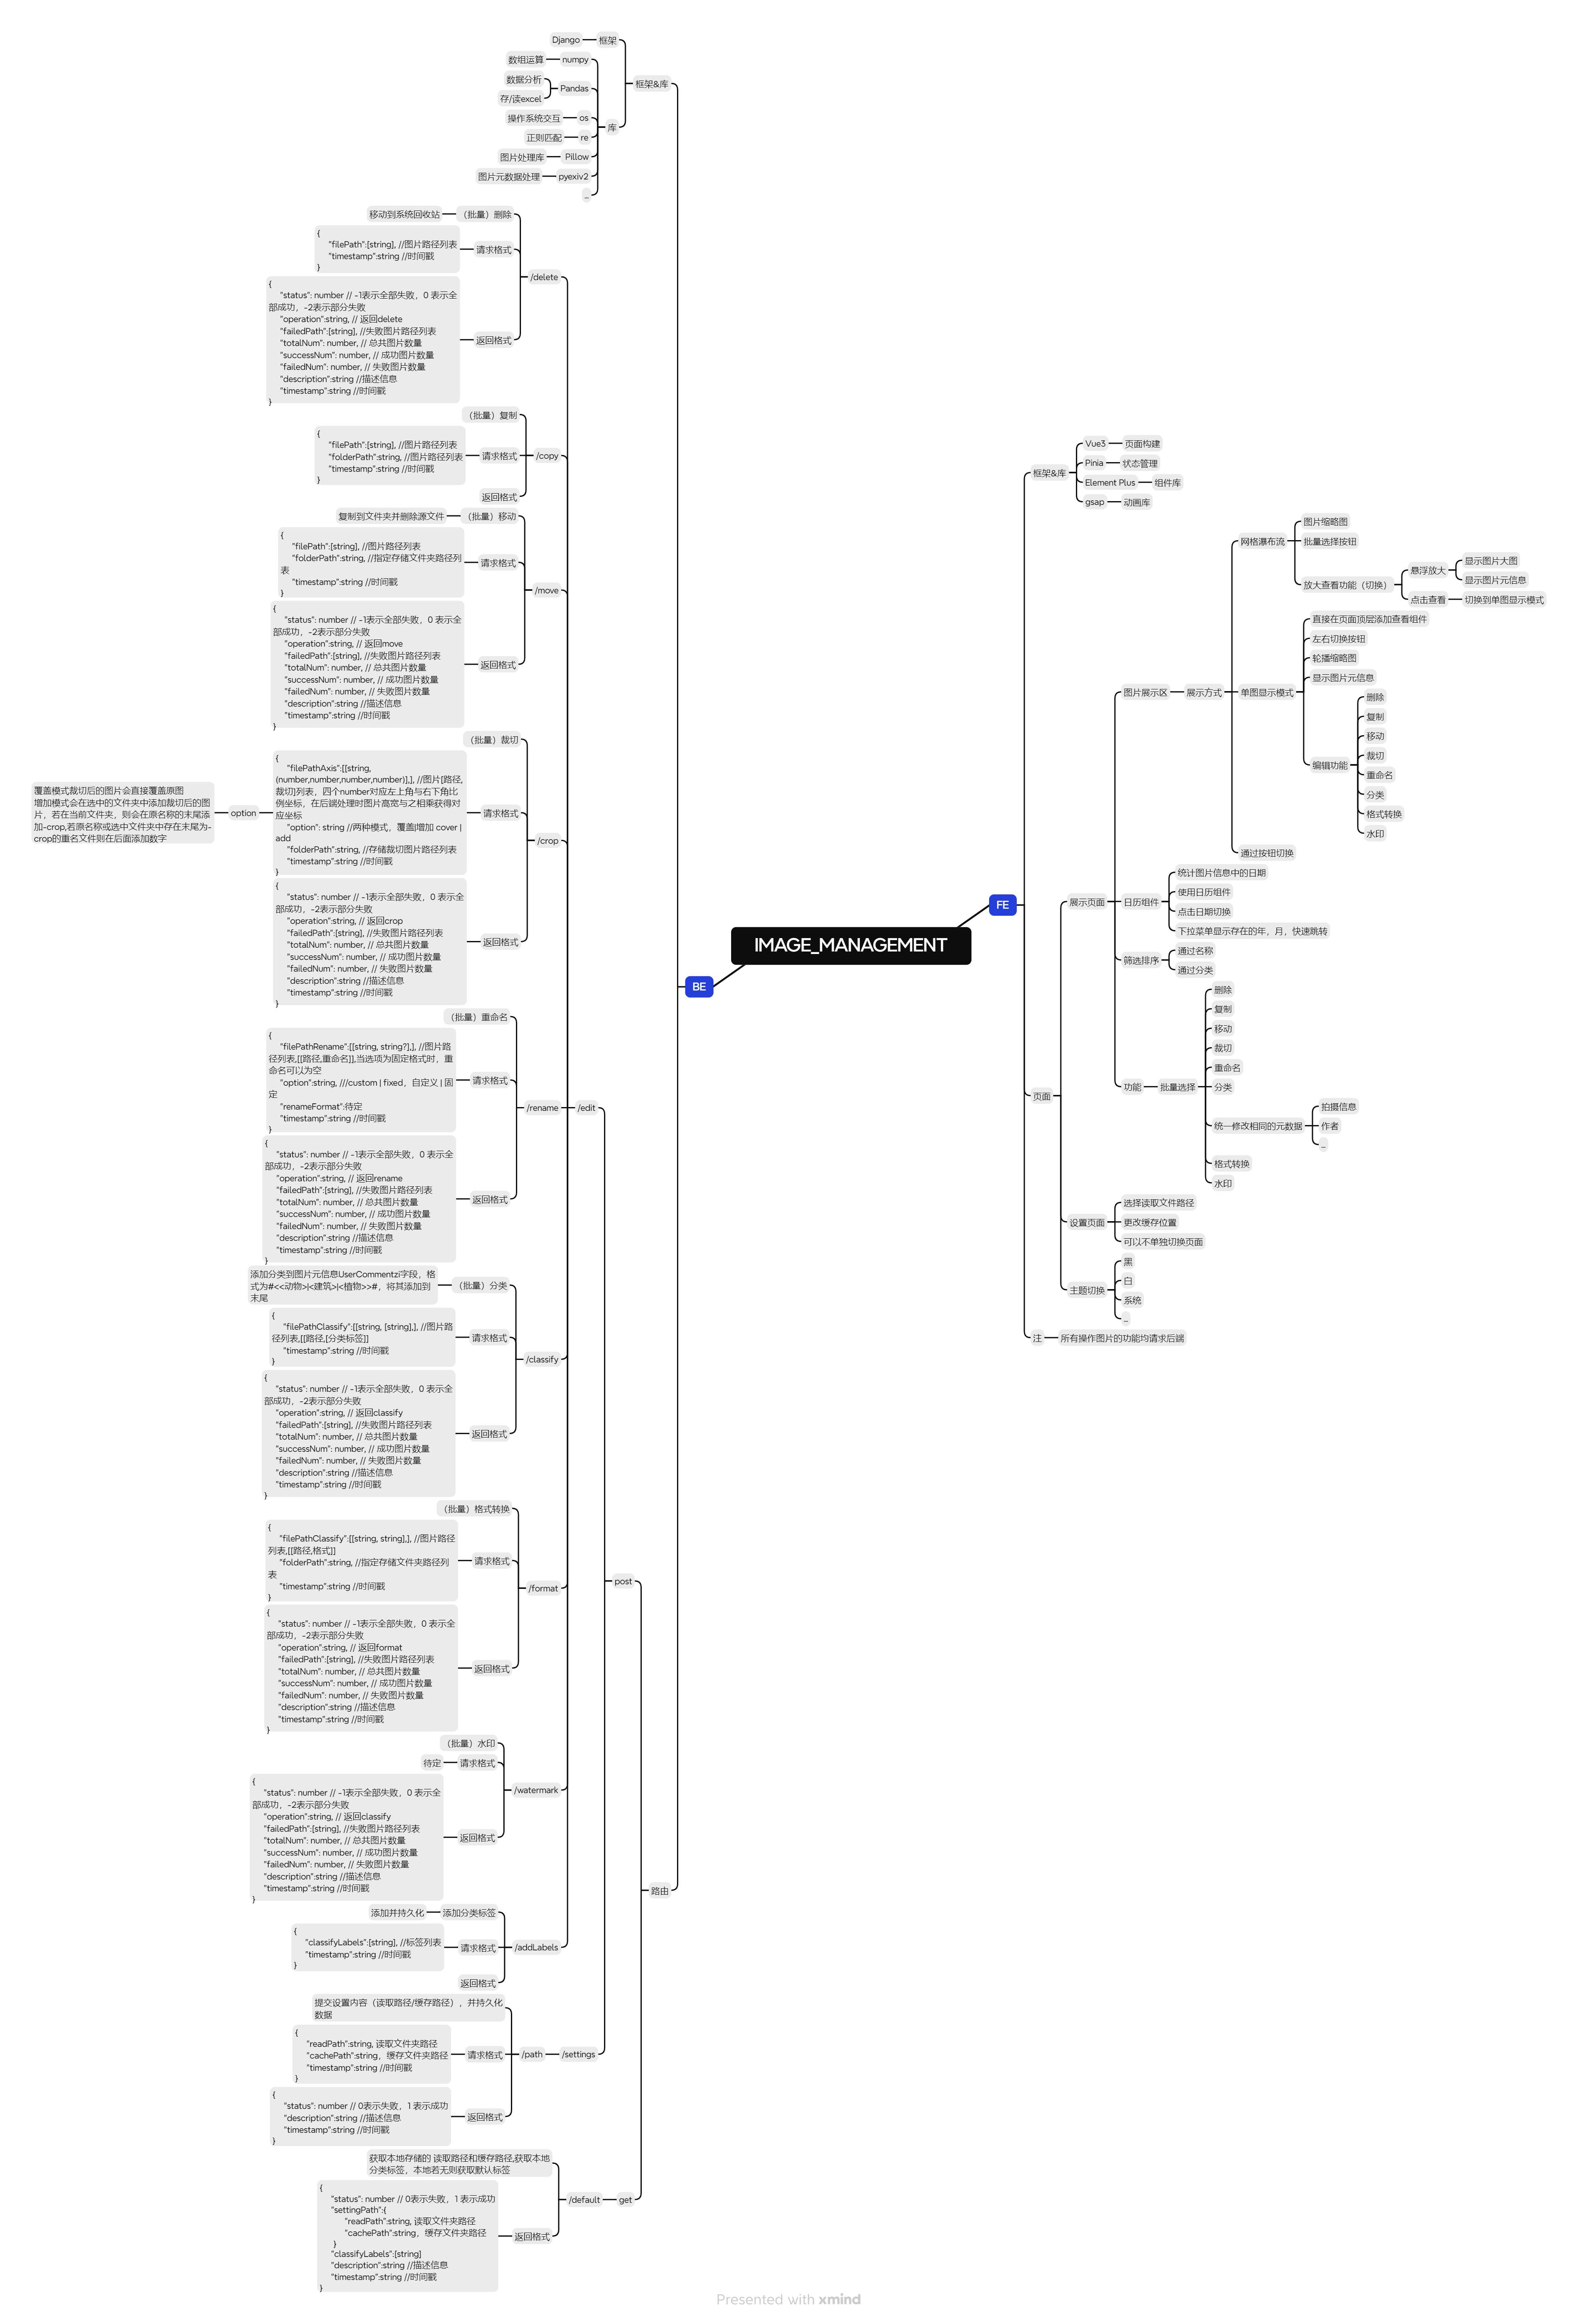 IMAGE_MANAGEMENT
BE
框架&库
框架
Django
库
numpy
数组运算
Pandas
数据分析
存/读excel
os
操作系统交互
re
正则匹配
Pillow
图片处理库
pyexiv2
图片元数据处理
...
路由
post
/edit
/delete
（批量）删除
移动到系统回收站
请求格式
{
"filePath":[string], //图片路径列表
"timestamp":string //时间戳
}
返回格式
{
"status": number // -1表示全部失败，0 表示全
部成功，-2表示部分失败
"operation":string, // 返回delete
"failedPath":[string], //失败图片路径列表
"totalNum": number, // 总共图片数量
"successNum": number, // 成功图片数量
"failedNum": number, // 失败图片数量
"description":string //描述信息
"timestamp":string //时间戳
}
/copy
（批量）复制
请求格式
{
"filePath":[string], //图片路径列表
"folderPath":string, //图片路径列表
"timestamp":string //时间戳
}
返回格式
/move
（批量）移动
复制到文件夹并删除源文件
请求格式
{
"filePath":[string], //图片路径列表
"folderPath":string, //指定存储文件夹路径列
表
"timestamp":string //时间戳
}
返回格式
{
"status": number // -1表示全部失败，0 表示全
部成功，-2表示部分失败
"operation":string, // 返回move
"failedPath":[string], //失败图片路径列表
"totalNum": number, // 总共图片数量
"successNum": number, // 成功图片数量
"failedNum": number, // 失败图片数量
"description":string //描述信息
"timestamp":string //时间戳
}
/crop
（批量）裁切
请求格式
{
"filePathAxis":[[string,
(number,number,number,number)],], //图片[路径,
裁切]列表，四个number对应左上角与右下角比
例坐标，在后端处理时图片高宽与之相乘获得对
应坐标
"option": string //两种模式，覆盖|增加 cover |
add
"folderPath":string, //存储裁切图片路径列表
"timestamp":string //时间戳
}
option
覆盖模式裁切后的图片会直接覆盖原图
增加模式会在选中的文件夹中添加裁切后的图
片，若在当前文件夹，则会在原名称的末尾添
加-crop,若原名称或选中文件夹中存在末尾为-
crop的重名文件则在后面添加数字
返回格式
{
"status": number // -1表示全部失败，0 表示全
部成功，-2表示部分失败
"operation":string, // 返回crop
"failedPath":[string], //失败图片路径列表
"totalNum": number, // 总共图片数量
"successNum": number, // 成功图片数量
"failedNum": number, // 失败图片数量
"description":string //描述信息
"timestamp":string //时间戳
}
/rename
（批量）重命名
请求格式
{
"filePathRename":[[string, string?],], //图片路
径列表,[[路径,重命名]],当选项为固定格式时，重
命名可以为空
"option":string, ///custom | fixed，自定义 | 固
定
"renameFormat":待定
"timestamp":string //时间戳
}
返回格式
{
"status": number // -1表示全部失败，0 表示全
部成功，-2表示部分失败
"operation":string, // 返回rename
"failedPath":[string], //失败图片路径列表
"totalNum": number, // 总共图片数量
"successNum": number, // 成功图片数量
"failedNum": number, // 失败图片数量
"description":string //描述信息
"timestamp":string //时间戳
}
/classify
（批量）分类
添加分类到图片元信息UserCommentzi字段，格
式为#<<动物>|<建筑>|<植物>>#，将其添加到
末尾
请求格式
{
"filePathClassify":[[string, [string],], //图片路
径列表,[[路径,[分类标签]]
"timestamp":string //时间戳
}
返回格式
{
"status": number // -1表示全部失败，0 表示全
部成功，-2表示部分失败
"operation":string, // 返回classify
"failedPath":[string], //失败图片路径列表
"totalNum": number, // 总共图片数量
"successNum": number, // 成功图片数量
"failedNum": number, // 失败图片数量
"description":string //描述信息
"timestamp":string //时间戳
}
/format
（批量）格式转换
请求格式
{
"filePathClassify":[[string, string],], //图片路径
列表,[[路径,格式]]
"folderPath":string, //指定存储文件夹路径列
表
"timestamp":string //时间戳
}
返回格式
{
"status": number // -1表示全部失败，0 表示全
部成功，-2表示部分失败
"operation":string, // 返回format
"failedPath":[string], //失败图片路径列表
"totalNum": number, // 总共图片数量
"successNum": number, // 成功图片数量
"failedNum": number, // 失败图片数量
"description":string //描述信息
"timestamp":string //时间戳
}
/watermark
（批量）水印
请求格式
待定
返回格式
{
"status": number // -1表示全部失败，0 表示全
部成功，-2表示部分失败
"operation":string, // 返回classify
"failedPath":[string], //失败图片路径列表
"totalNum": number, // 总共图片数量
"successNum": number, // 成功图片数量
"failedNum": number, // 失败图片数量
"description":string //描述信息
"timestamp":string //时间戳
}
/addLabels
添加分类标签
添加并持久化
请求格式
{
"classifyLabels":[string], //标签列表
"timestamp":string //时间戳
}
返回格式
/settings
/path
提交设置内容（读取路径/缓存路径），并持久化
数据
请求格式
{
"readPath":string, 读取文件夹路径
"cachePath":string，缓存文件夹路径
"timestamp":string //时间戳
}
返回格式
{
"status": number // 0表示失败，1 表示成功
"description":string //描述信息
"timestamp":string //时间戳
}
get
/default
获取本地存储的 读取路径和缓存路径,获取本地
分类标签，本地若无则获取默认标签
返回格式
{
"status": number // 0表示失败，1 表示成功
"settingPath":{
"readPath":string, 读取文件夹路径
"cachePath":string，缓存文件夹路径
}
"classifyLabels":[string]
"description":string //描述信息
"timestamp":string //时间戳
}
FE
框架&库
Vue3
页面构建
Pinia
状态管理
Element Plus
组件库
gsap
动画库
页面
展示页面
图片展示区
展示方式
网格瀑布流
图片缩略图
批量选择按钮
放大查看功能（切换）
悬浮放大
显示图片大图
显示图片元信息
点击查看
切换到单图显示模式
单图显示模式
直接在页面顶层添加查看组件
左右切换按钮
轮播缩略图
显示图片元信息
编辑功能
删除
复制
移动
裁切
重命名
分类
格式转换
水印
通过按钮切换
日历组件
统计图片信息中的日期
使用日历组件
点击日期切换
下拉菜单显示存在的年，月，快速跳转
筛选排序
通过名称
通过分类
功能
批量选择
删除
复制
移动
裁切
重命名
分类
统一修改相同的元数据
拍摄信息
作者
...
格式转换
水印
设置页面
选择读取文件路径
更改缓存位置
可以不单独切换页面
主题切换
黑
白
系统
...
注
所有操作图片的功能均请求后端
Presented with xmind